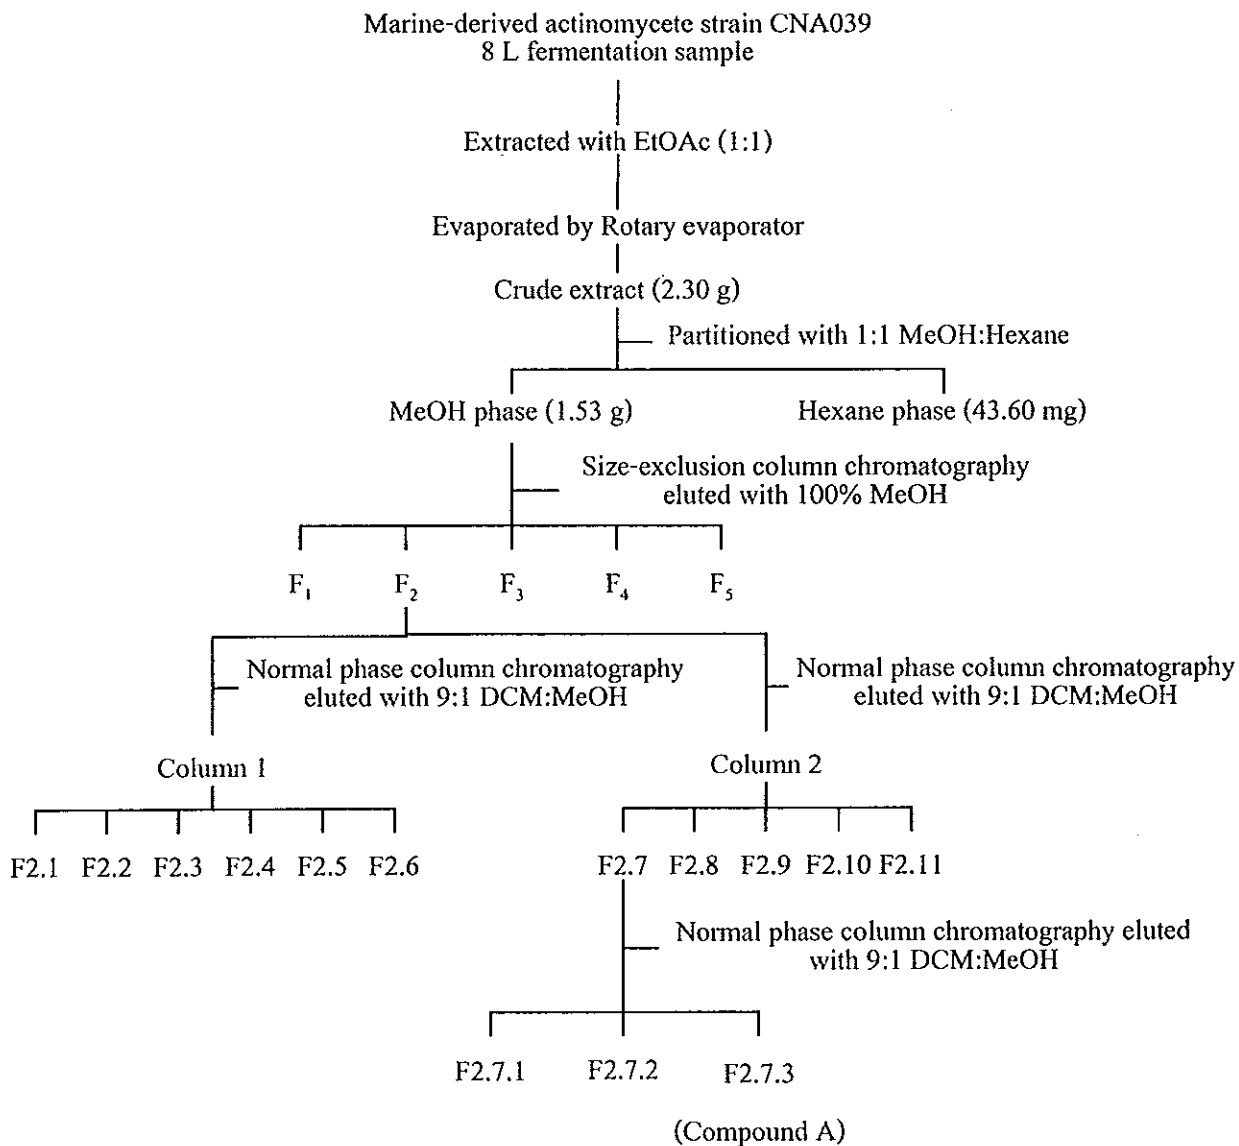 Marine-derived actinomycete strain CNA039
8 L fermentation sample
Extracted with EtOAc (1:1)
Evaporated by Rotary evaporator
Crude extract (2.30 g)
Partitioned with 1:1 MeOH:Hexane
MeOH phase (1.53 g)
Hexane phase (43.60 mg)
Size-exclusion column chromatography
eluted with 100% MeOH
F₁ F₂ F₃ F₄ F₅
Normal phase column chromatography
eluted with 9:1 DCM:MeOH
Normal phase column chromatography
eluted with 9:1 DCM:MeOH
Column 1
Column 2
F2.1 F2.2 F2.3 F2.4 F2.5 F2.6
F2.7 F2.8 F2.9 F2.10 F2.11
Normal phase column chromatography eluted
with 9:1 DCM:MeOH
F2.7.1 F2.7.2 F2.7.3
(Compound A)